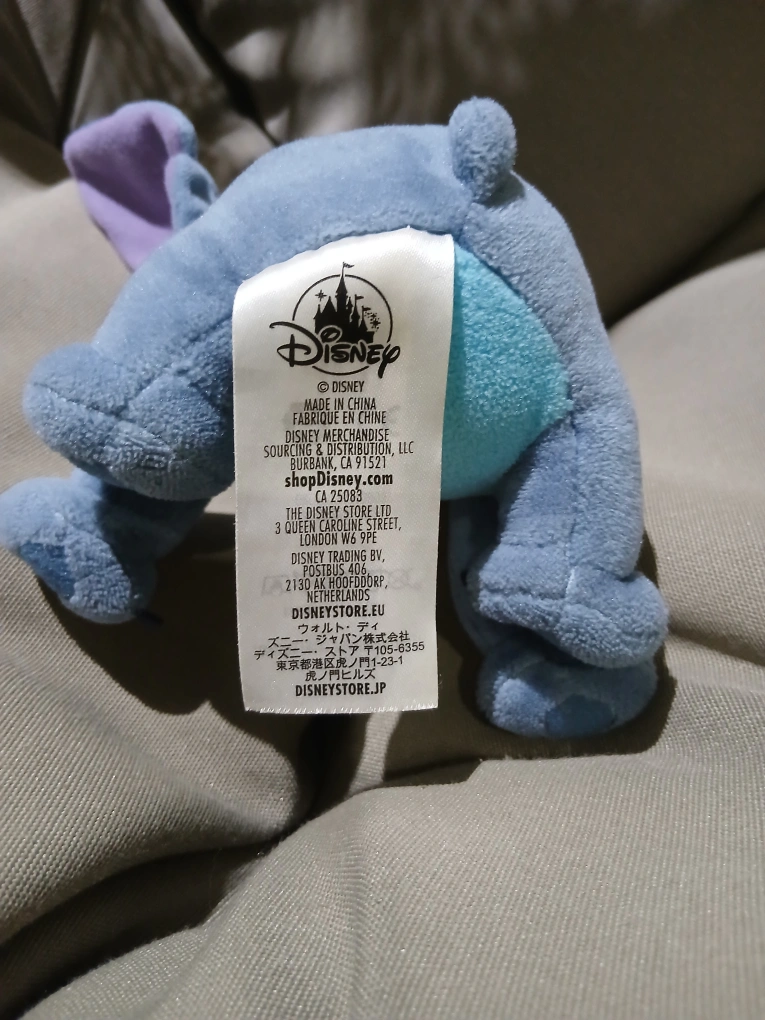 Disney
© DISNEY
MADE IN CHINA
FABRIQUE EN CHINE
DISNEY MERCHANDISE
SOURCING & DISTRIBUTION, LLC
BURBANK, CA 91521
shopDisney.com
CA 25083
THE DISNEY STORE LTD
3 QUEEN CAROLINE STREET,
LONDON W6 9PE
DISNEY TRADING BV,
POSTBUS 406,
2130 AK HOOFDDORP,
NETHERLANDS
DISNEYSTORE.EU
ウォルト・ディ
ズニー・ジャパン株式会社
ディズニー・ストア 〒105-6355
東京都港区虎ノ門1-23-1
虎ノ門ヒルズ
DISNEYSTORE.JP